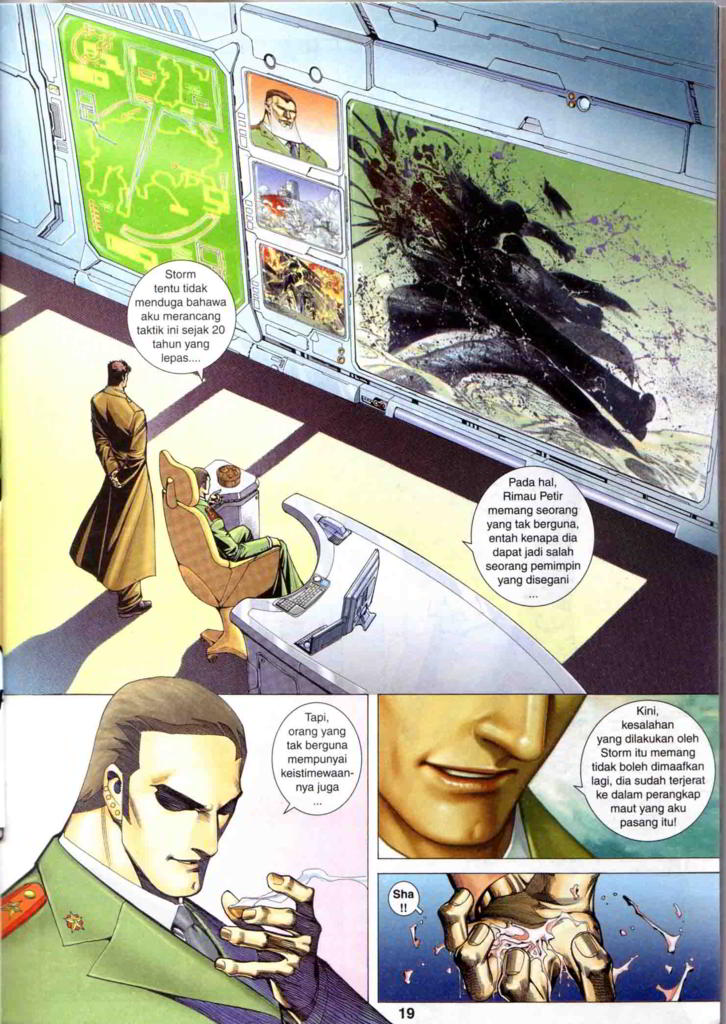 Storm
tentu tidak
menduga bahawa
aku merancang
taktik ini sejak 20
tahun yang
lepas....
Pada hal,
Rimau Petir
memang seorang
yang tak berguna,
entah kenapa dia
dapat jadi salah
seorang pemimpin
yang disegani
...
Tapi,
orang yang
tak berguna
mempunyai
keistimewaan-
nya juga
...
Kini,
kesalahan
yang dilakukan oleh
Storm itu memang
tidak boleh dimaafkan
lagi, dia sudah terjerat
ke dalam perangkap
maut yang aku
pasang itu!
Sha
!!
19